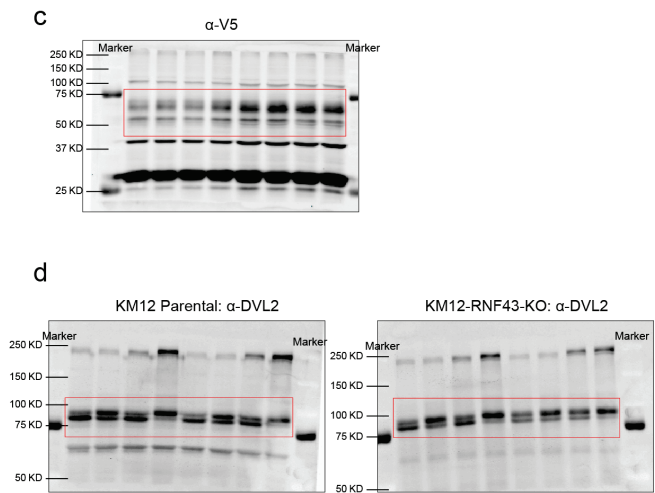 c
α-V5
Marker
Marker
250 KD
150 KD
100 KD
75 KD
50 KD
37 KD
25 KD
d
KM12 Parental: α-DVL2
KM12-RNF43-KO: α-DVL2
Marker
Marker
250 KD
150 KD
100 KD
75 KD
50 KD
Marker
Marker
250 KD
150 KD
100 KD
75 KD
50 KD